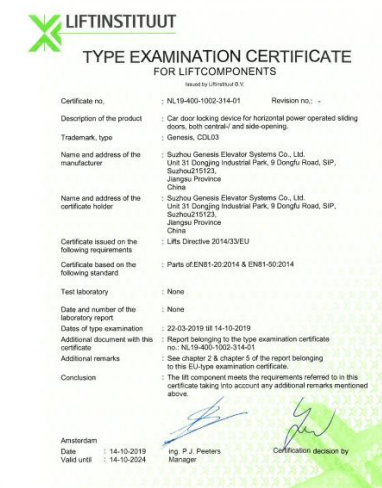 LIFTINSTITUUT
TYPE EXAMINATION CERTIFICATE
FOR LIFTCOMPONENTS
Issued by Liftinstituut B.V.
Certificate no. : NL19-400-1002-314-01 Revision no.: -
Description of the product : Car door locking device for horizontal power operated sliding
doors, both central-/ and side-opening.
Trademark, type : Genesis, CDL03
Name and address of the : Suzhou Genesis Elevator Systems Co., Ltd.
manufacturer Unit 31 Dongjing Industrial Park, 9 Dongfu Road, SIP,
Suzhou215123,
Jiangsu Province
China
Name and address of the : Suzhou Genesis Elevator Systems Co., Ltd.
certificate holder Unit 31 Dongjing Industrial Park, 9 Dongfu Road, SIP,
Suzhou215123,
Jiangsu Province
China
Certificate issued on the : Lifts Directive 2014/33/EU
following requirements
Certificate based on the : Parts of:EN81-20:2014 & EN81-50:2014
following standard
Test laboratory : None
Date and number of the : None
laboratory report
Dates of type examination : 22-03-2019 till 14-10-2019
Additional document with this : Report belonging to the type examination certificate
certificate no.: NL19-400-1002-314-01
Additional remarks : See chapter 2 & chapter 5 of the report belonging
to this EU-type examination certificate.
Conclusion : The lift component meets the requirements referred to in this
certificate taking into account any additional remarks mentioned
above.
Amsterdam
Date : 14-10-2019 ing. P.J. Peeters Certification decision by
Valid until : 14-10-2024 Manager